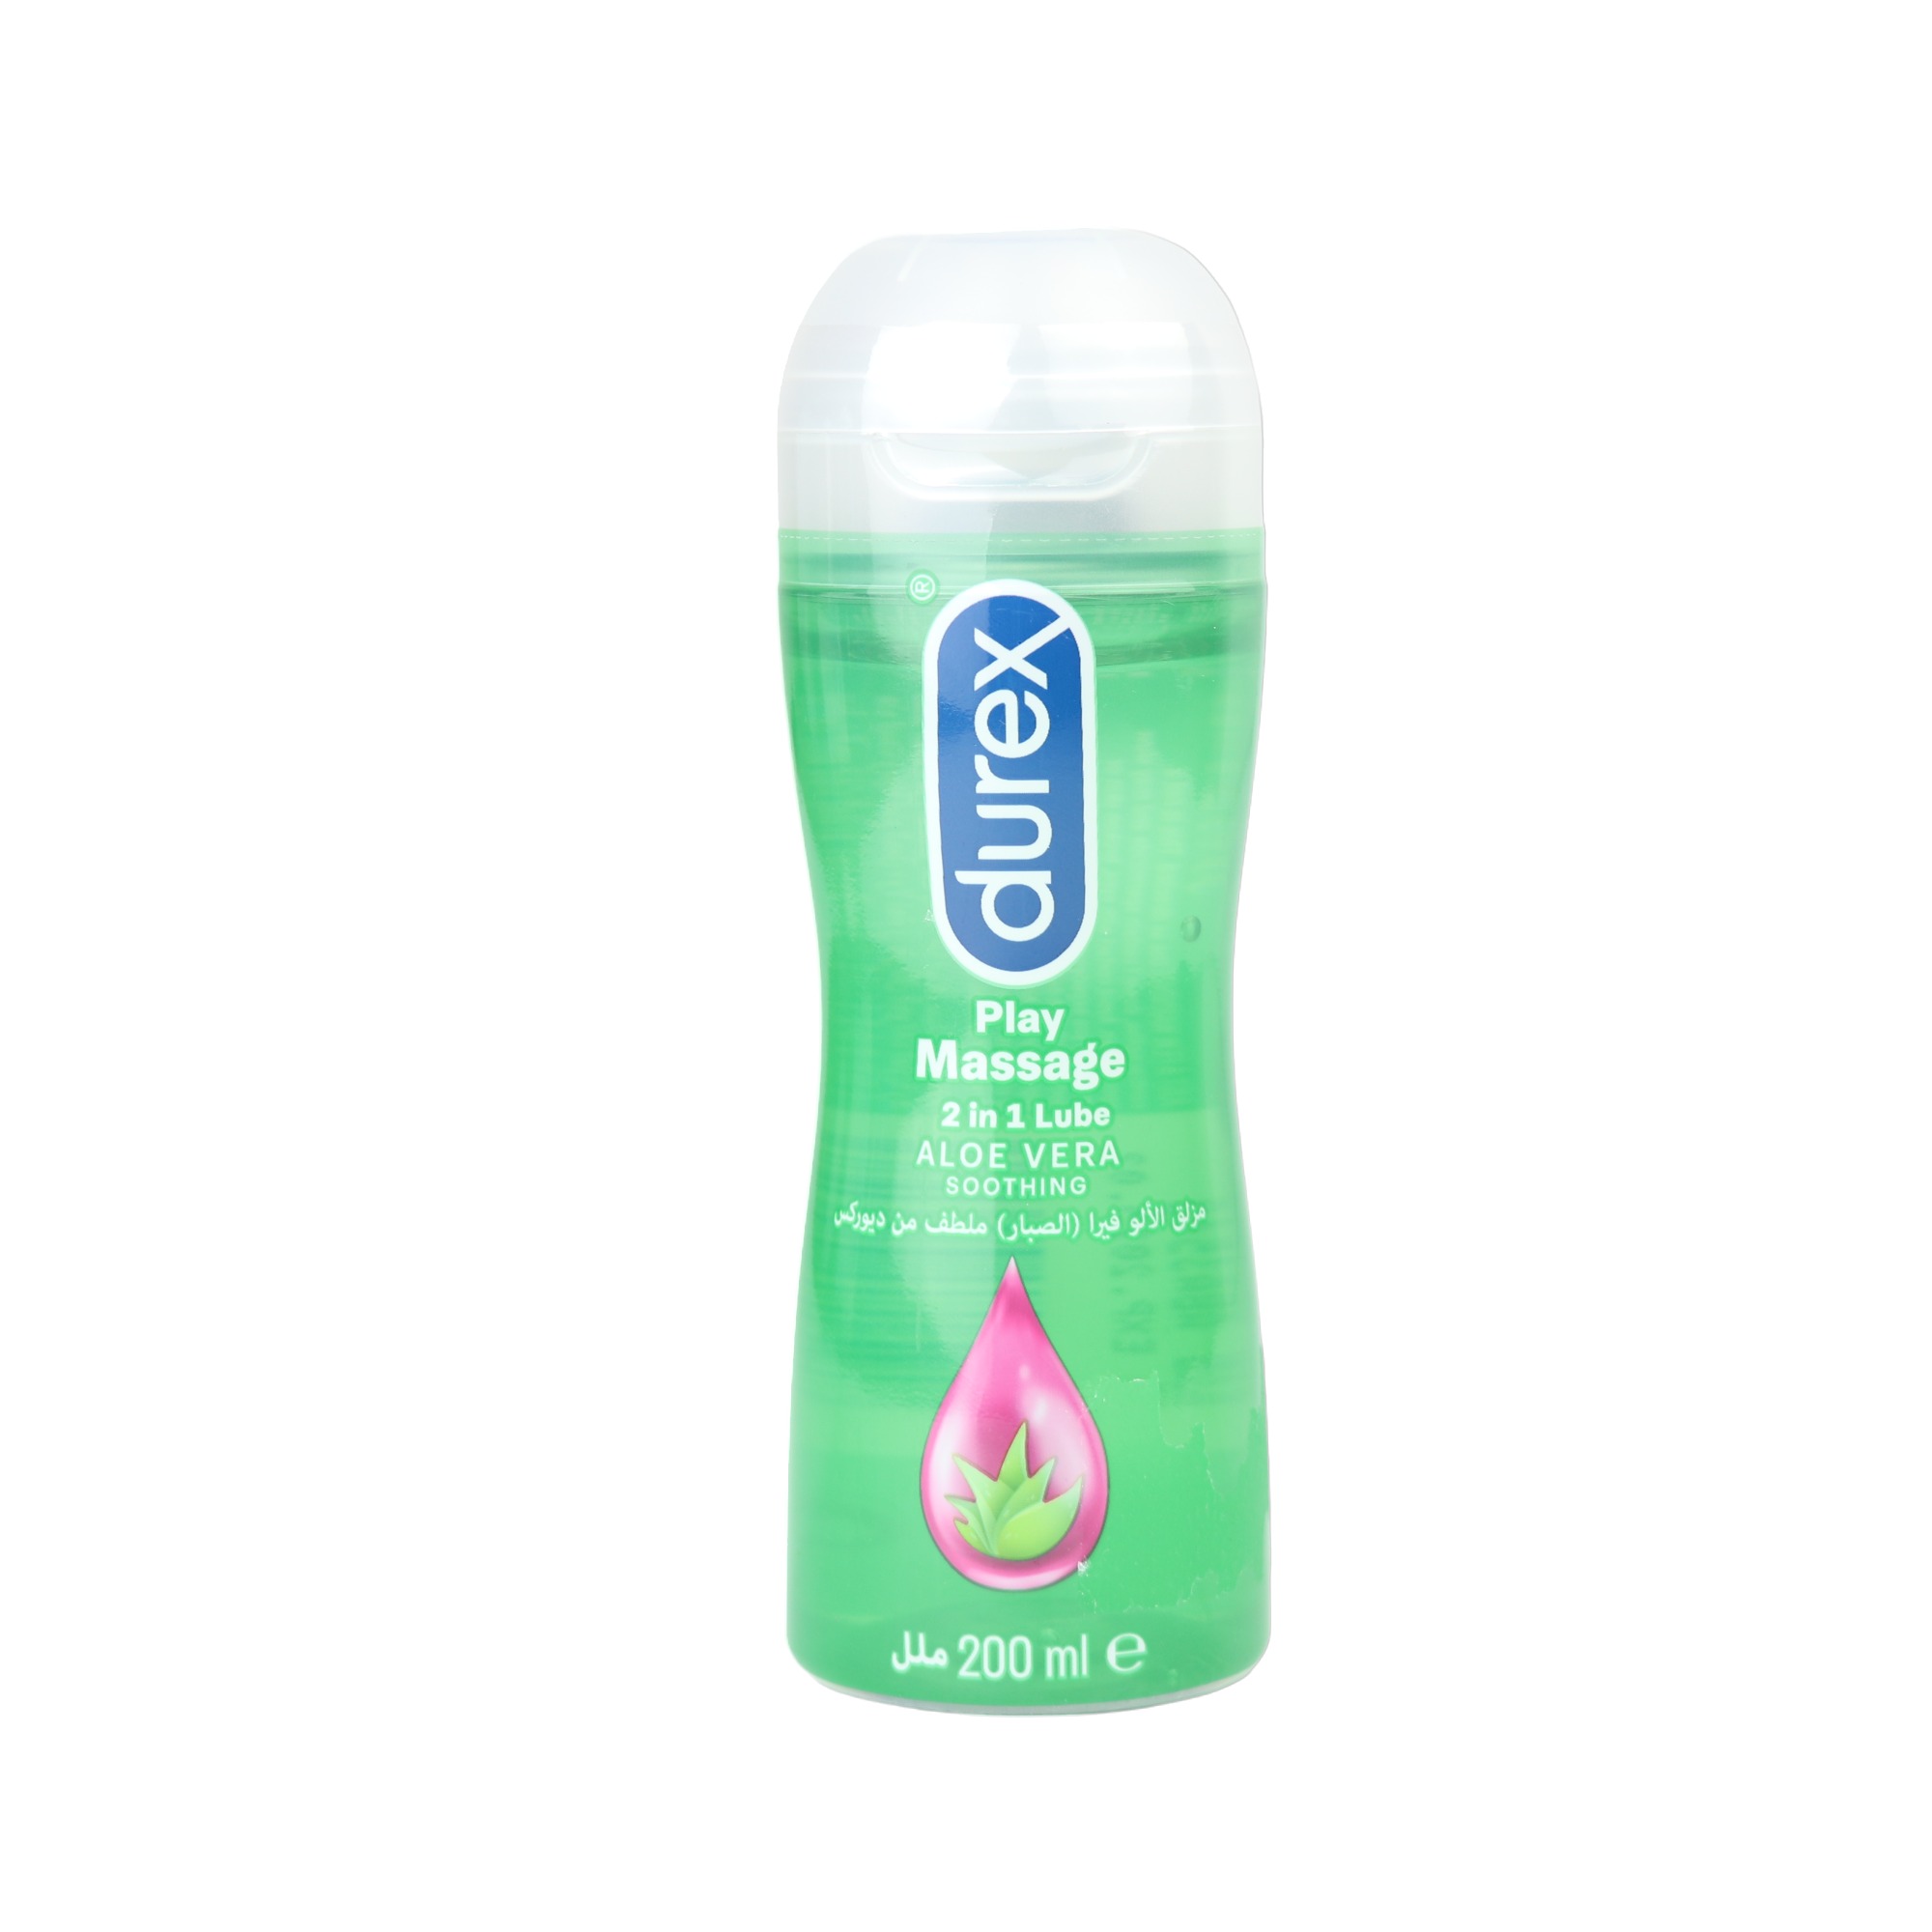 durex®
Play
Massage
2 in 1 Lube
ALOE VERA
SOOTHING
مزلق الألو فيرا (الصبار) ملطف من ديوركس
200 ml ملل ℮